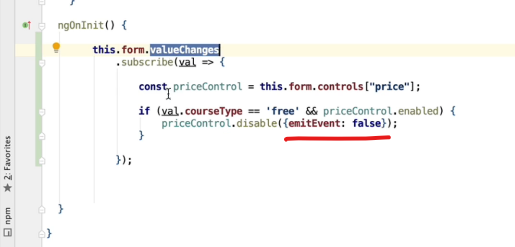 }
ngOnInit() {
this.form.valueChanges
.subscribe(val => {
const priceControl = this.form.controls["price"];
if (val.courseType == 'free' && priceControl.enabled) {
priceControl.disable({emitEvent: false});
}
});
}
}
2: Favorites
npm